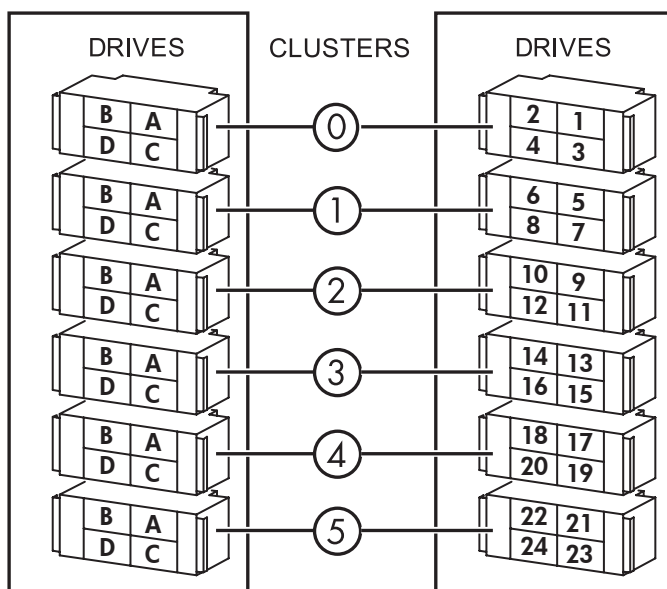 DRIVES CLUSTERS DRIVES
B A 0 2 1
D C 4 3
B A 1 6 5
D C 8 7
B A 2 10 9
D C 12 11
B A 3 14 13
D C 16 15
B A 4 18 17
D C 20 19
B A 5 22 21
D C 24 23